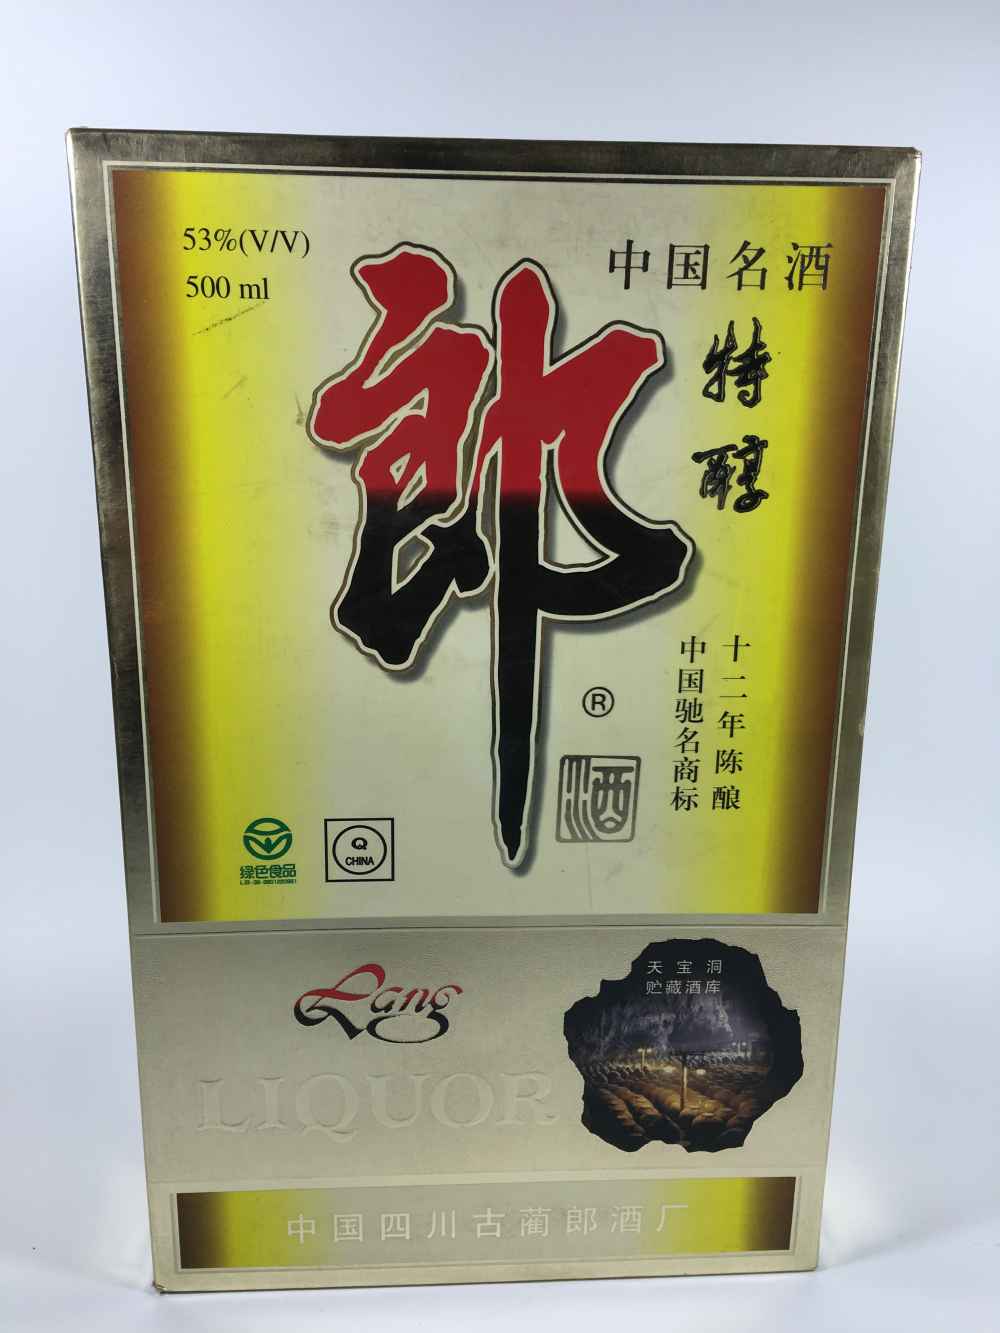 53%(V/V)
500 ml
中国名酒
特醇
郎
酒
®
十二年陈酿
中国驰名商标
绿色食品
Q
CHINA
Lang
LIQUOR
天宝洞
贮藏酒库
中国四川古蔺郎酒厂